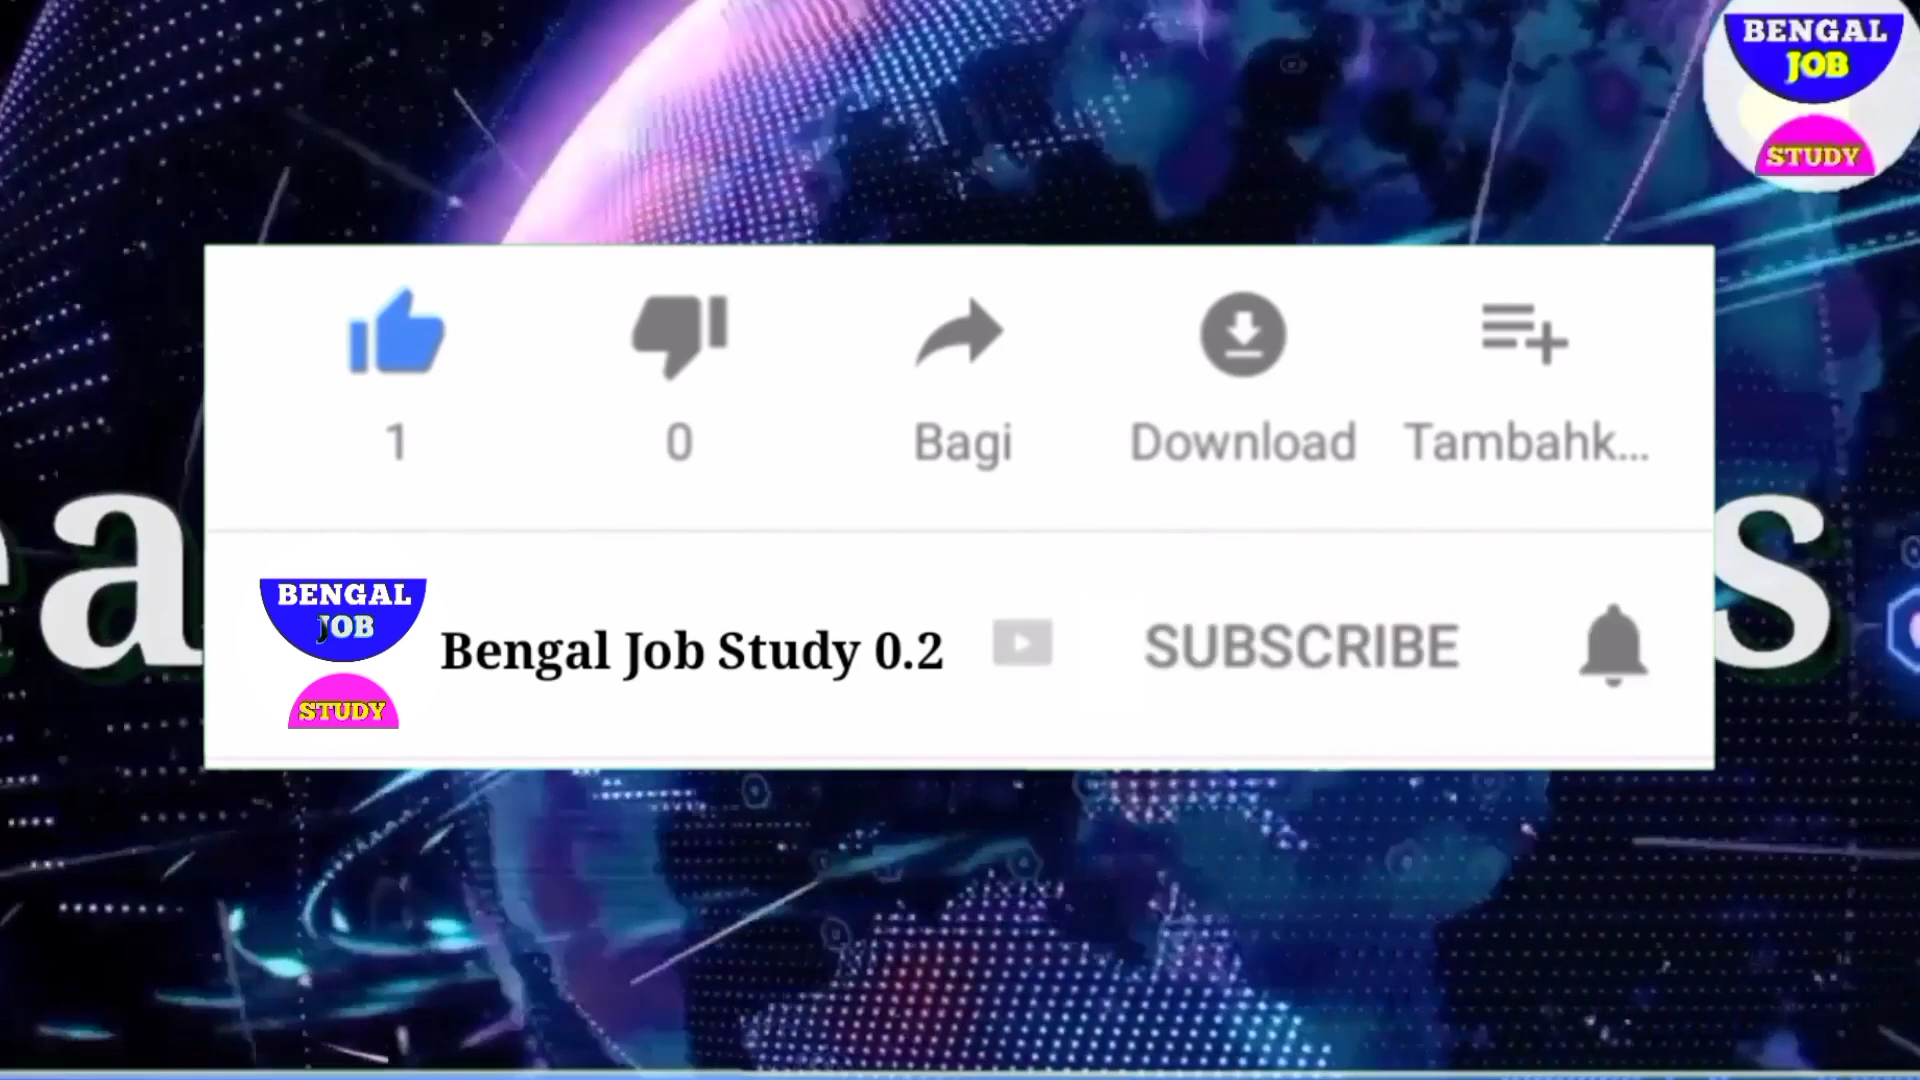 BENGAL
JOB
STUDY
1 0 Bagi Download Tambahk...
BENGAL
JOB
STUDY
Bengal Job Study 0.2
SUBSCRIBE